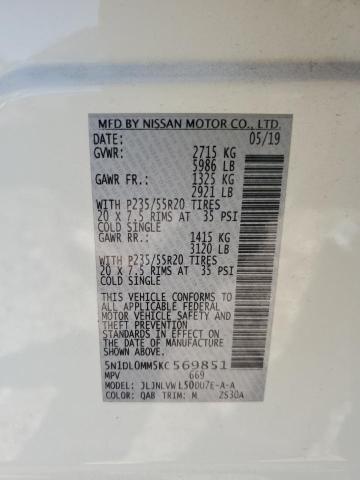 MFD BY NISSAN MOTOR CO., LTD.
DATE: 05/19
GVWR: 2715 KG
5986 LB
GAWR FR.: 1325 KG
2921 LB
WITH P235/55R20 TIRES
20 X 7.5 RIMS AT 35 PSI
COLD SINGLE
GAWR RR.: 1415 KG
3120 LB
WITH P235/55R20 TIRES
20 X 7.5 RIMS AT 35 PSI
COLD SINGLE
THIS VEHICLE CONFORMS TO
ALL APPLICABLE FEDERAL
MOTOR VEHICLE SAFETY
AND THEFT PREVENTION
STANDARDS IN EFFECT ON
THE DATE OF MANUFACTURE
SHOWN ABOVE.
5N1DL0MM5KC569851
MPV 669
MODEL: JLJNLVWL50UU7E-A-A
COLOR: QAB TRIM: M 2S30A